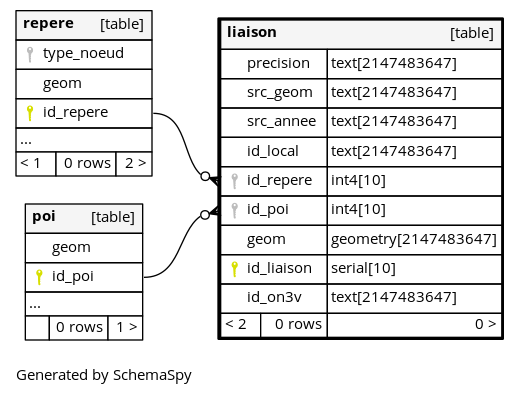 repere [table]
type_noeud
geom
id_repere
...
< 1 0 rows 2 >
poi [table]
geom
id_poi
...
0 rows 1 >
liaison [table]
precision text[2147483647]
src_geom text[2147483647]
src_annee text[2147483647]
id_local text[2147483647]
id_repere int4[10]
id_poi int4[10]
geom geometry[2147483647]
id_liaison serial[10]
id_on3v text[2147483647]
< 2 0 rows 0 >
Generated by SchemaSpy